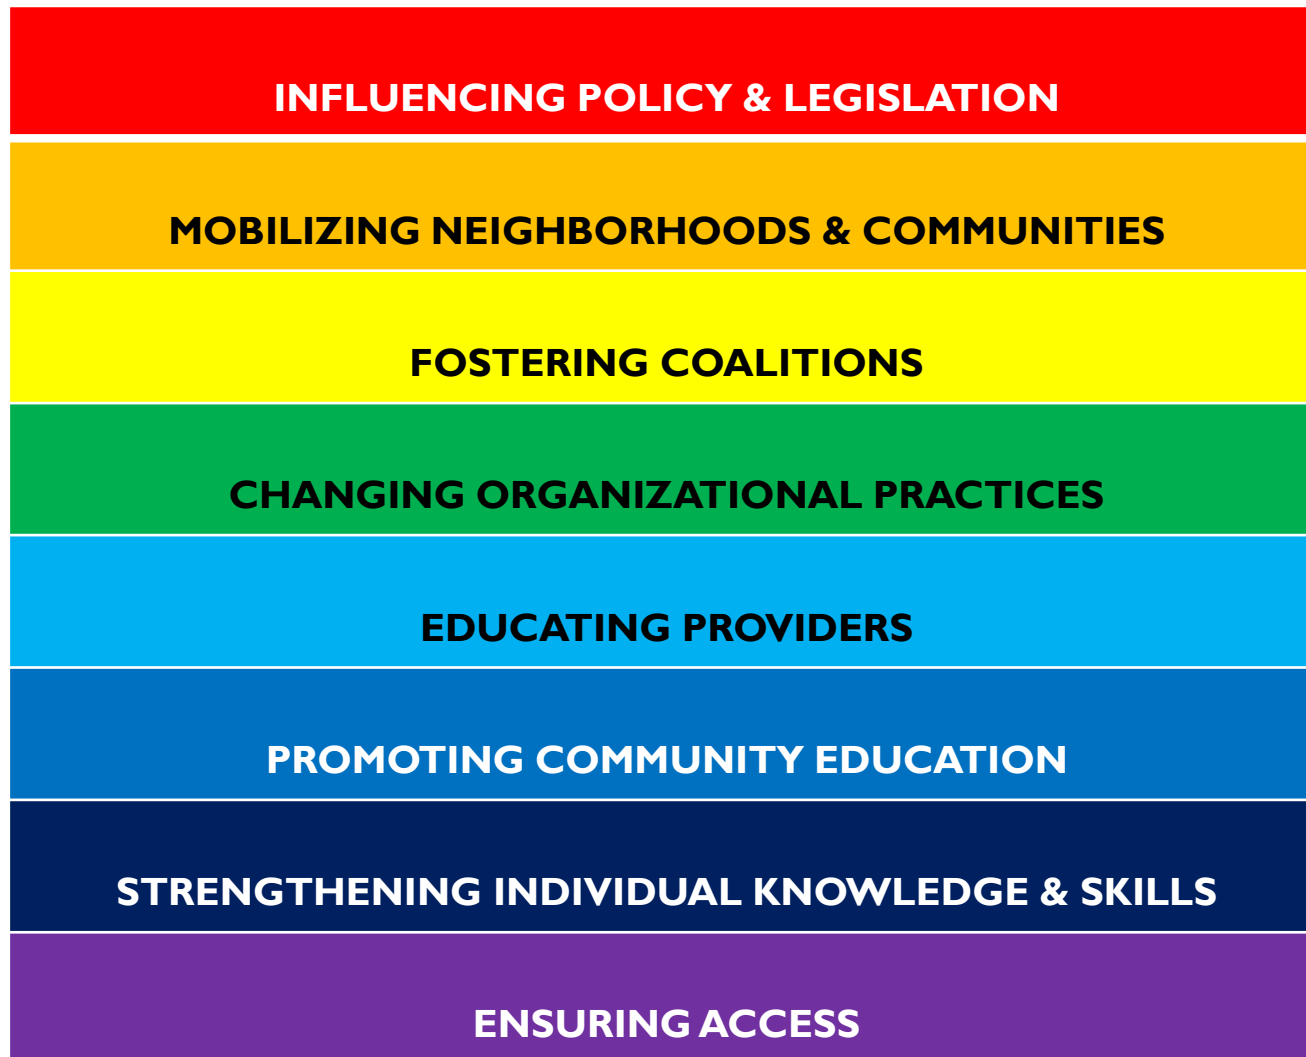 INFLUENCING POLICY & LEGISLATION
MOBILIZING NEIGHBORHOODS & COMMUNITIES
FOSTERING COALITIONS
CHANGING ORGANIZATIONAL PRACTICES
EDUCATING PROVIDERS
PROMOTING COMMUNITY EDUCATION
STRENGTHENING INDIVIDUAL KNOWLEDGE & SKILLS
ENSURING ACCESS